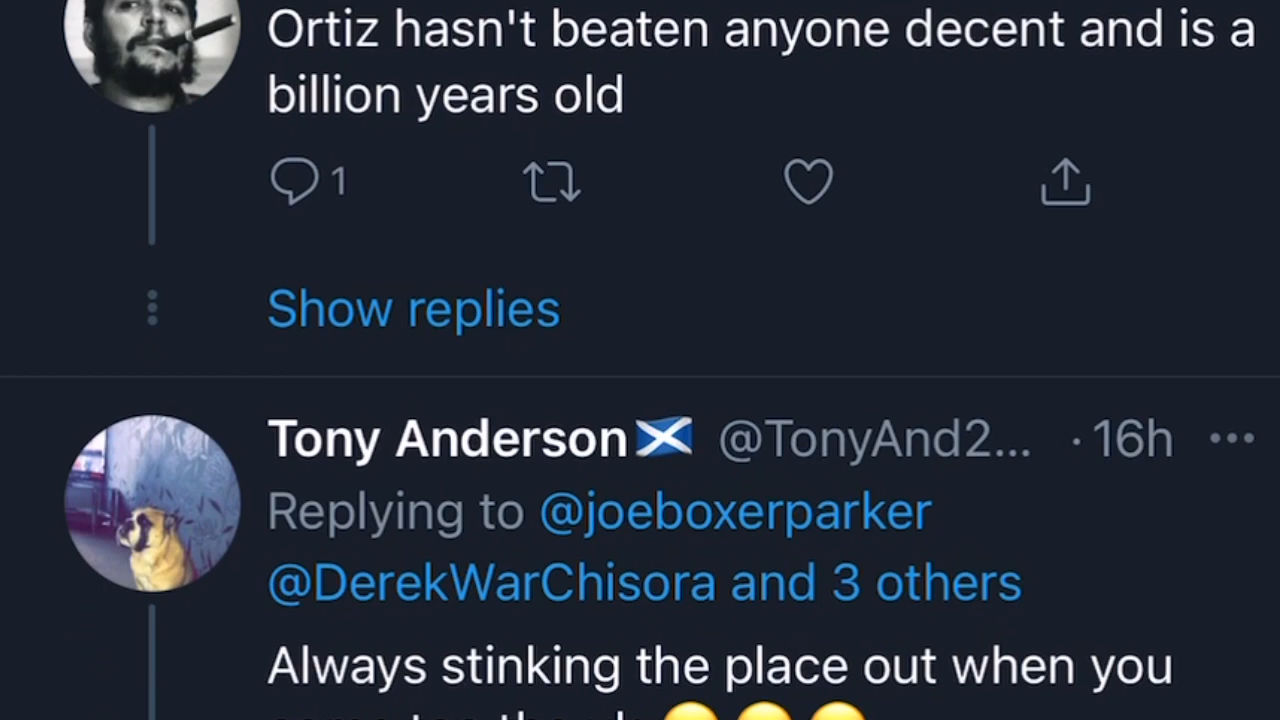 Ortiz hasn't beaten anyone decent and is a
billion years old
1
Show replies
Tony Anderson🏴󠁧󠁢󠁳󠁣󠁴󠁿 @TonyAnd2... · 16h
Replying to @joeboxerparker
@DerekWarChisora and 3 others
Always stinking the place out when you